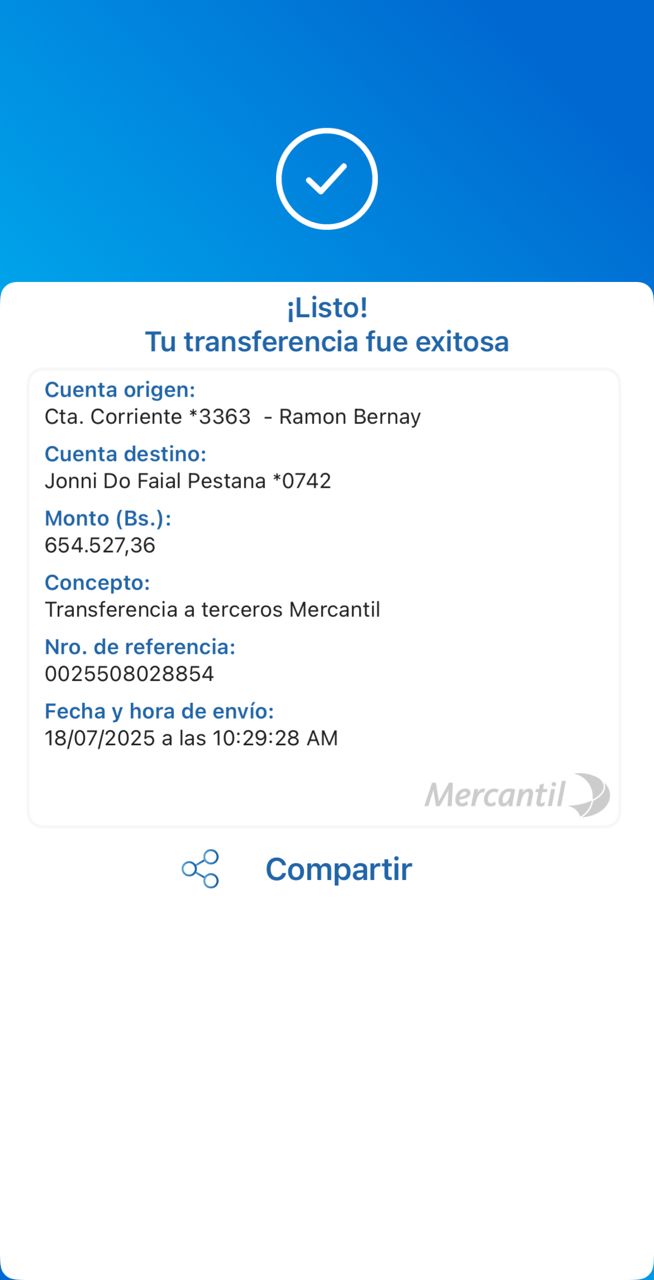 ¡Listo!
Tu transferencia fue exitosa
Cuenta origen:
Cta. Corriente *3363 - Ramon Bernay
Cuenta destino:
Jonni Do Faial Pestana *0742
Monto (Bs.):
654.527,36
Concepto:
Transferencia a terceros Mercantil
Nro. de referencia:
0025508028854
Fecha y hora de envío:
18/07/2025 a las 10:29:28 AM
Mercantil
Compartir